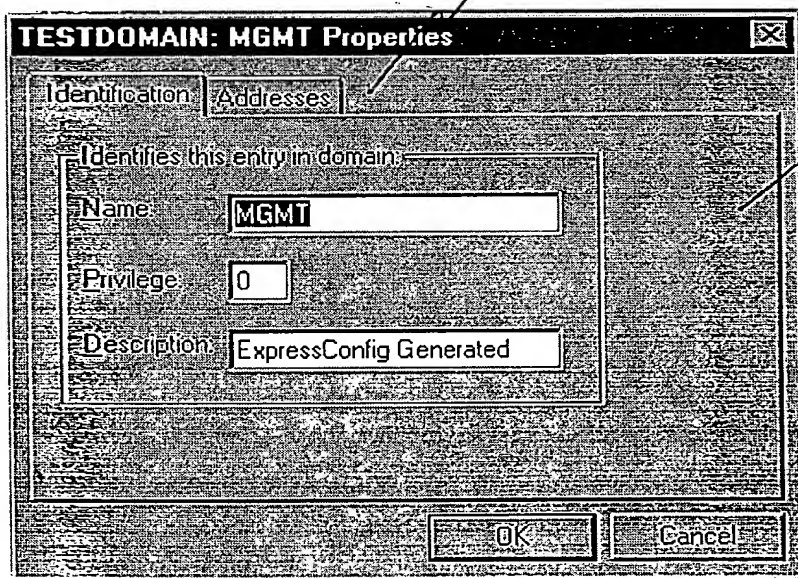 TESTDOMAIN: MGMT Properties
Identification Addresses
Identifies this entry in domain:
Name: MGMT
Privilege: 0
Description: ExpressConfig Generated
OK Cancel